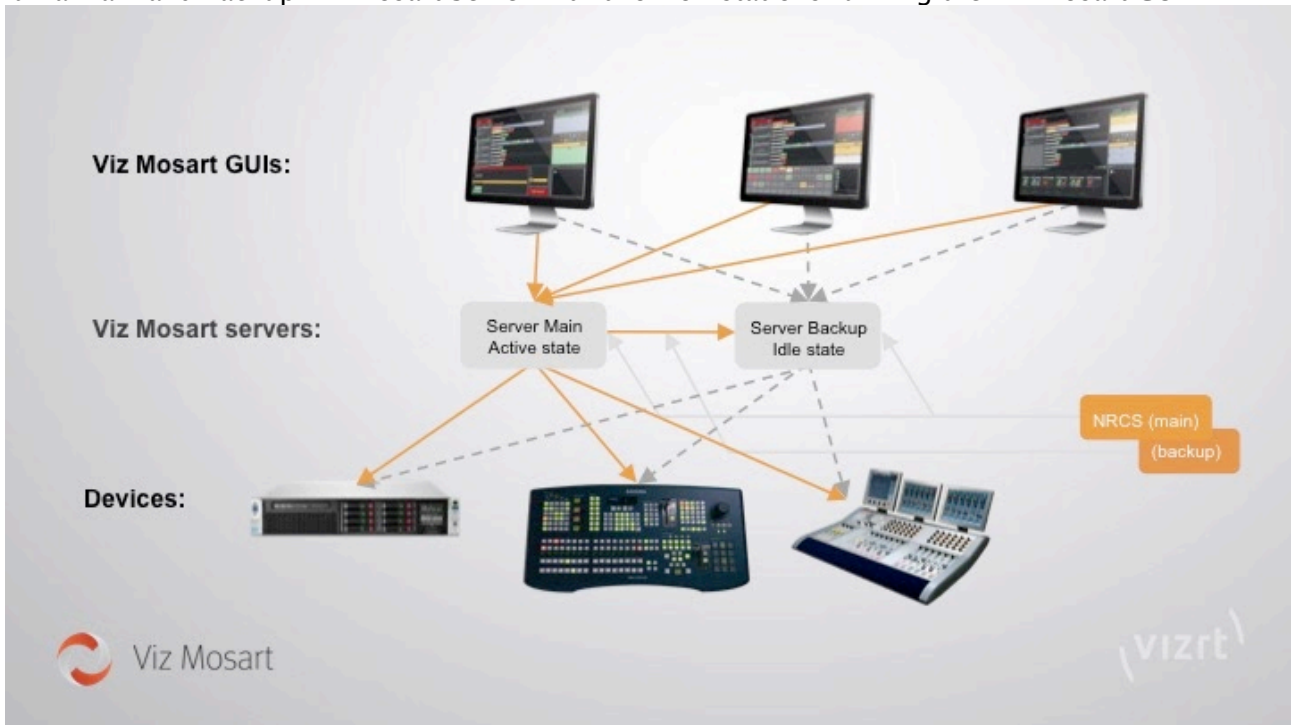 Viz Mosart GUIs:
Viz Mosart servers:
Server Main
Active state
Server Backup
Idle state
NRCS (main)
(backup)
Devices:
Viz Mosart
vizrt